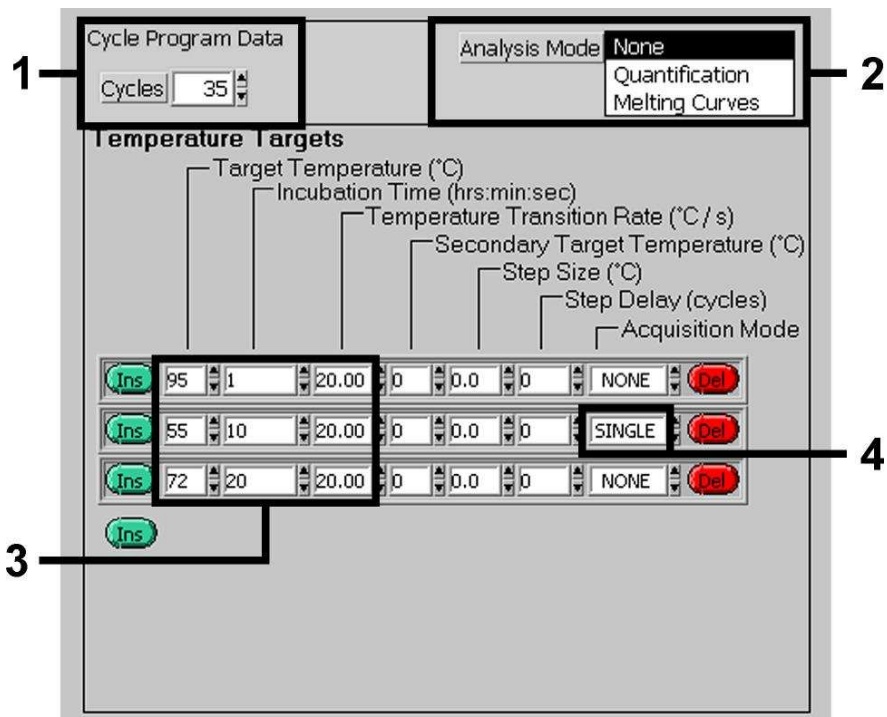 Cycle Program Data
Cycles 35
Analysis Mode None
Quantification
Melting Curves
1
2
Temperature Targets
Target Temperature (°C)
Incubation Time (hrs:min:sec)
Temperature Transition Rate (°C / s)
Secondary Target Temperature (°C)
Step Size (°C)
Step Delay (cycles)
Acquisition Mode
Ins 95 1 20.00 0 0.0 0 NONE Del
Ins 55 10 20.00 0 0.0 0 SINGLE Del
Ins 72 20 20.00 0 0.0 0 NONE Del
4
Ins
3